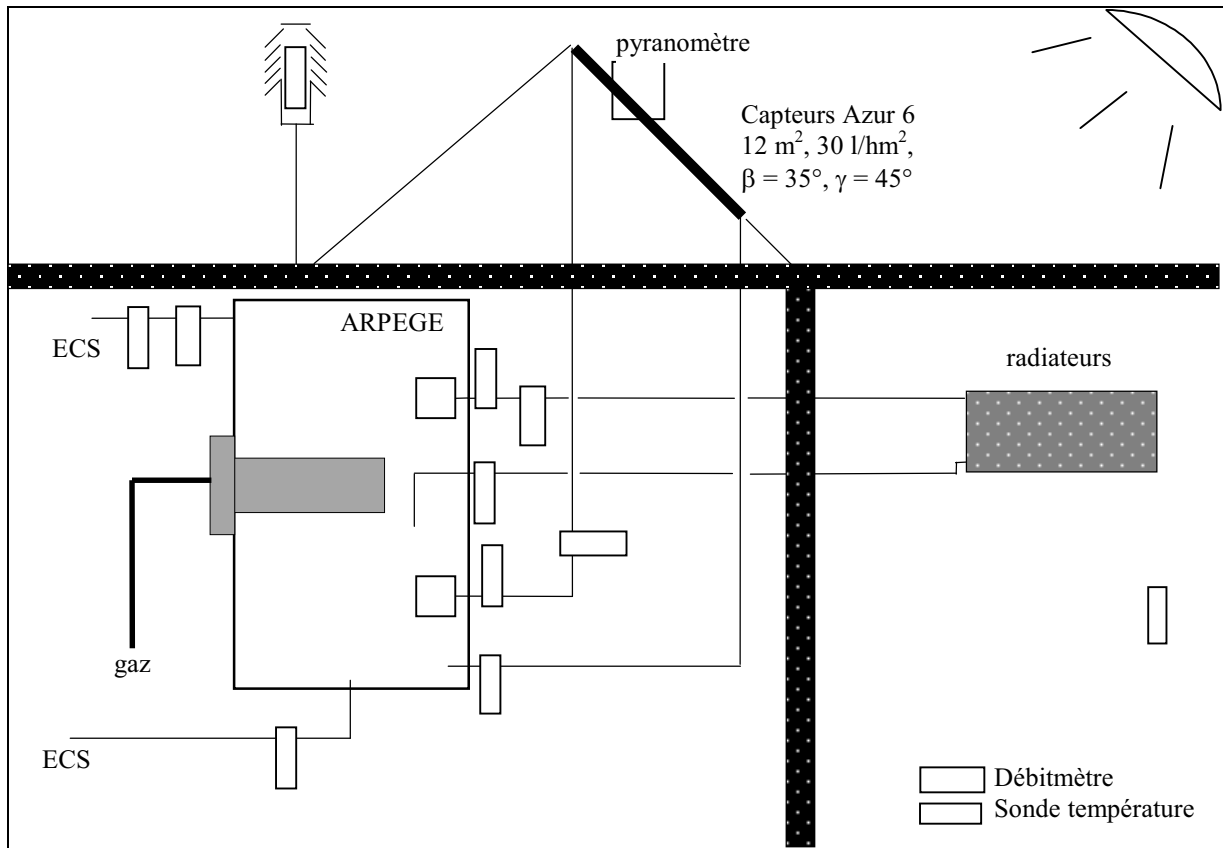 pyranomètre
Capteurs Azur 6
12 m², 30 l/hm²,
β = 35°, γ = 45°
ARPEGE
ECS
radiateurs
gaz
ECS
Débitmètre
Sonde température